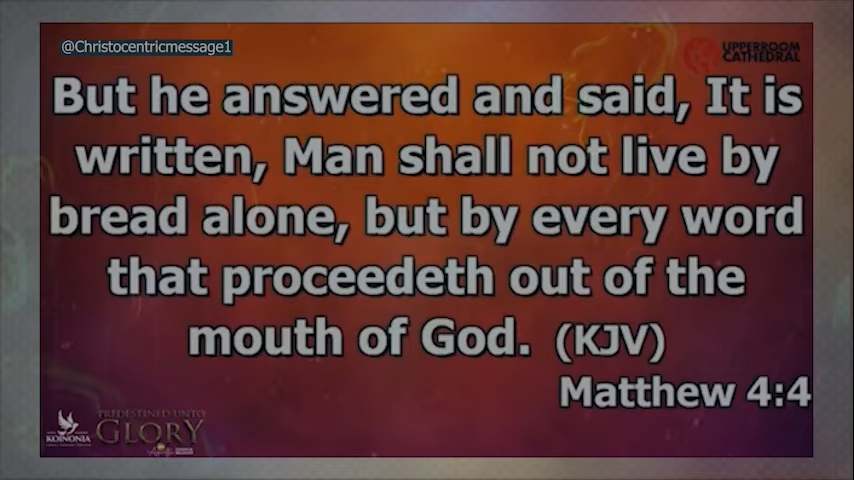 @Christocentricmessage1
UPPERROOM
CATHEDRAL
But he answered and said, It is
written, Man shall not live by
bread alone, but by every word
that proceedeth out of the
mouth of God. (KJV)
Matthew 4:4
KOINONIA
PREDESTINED UNTO
GLORY